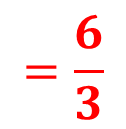 = 6/3